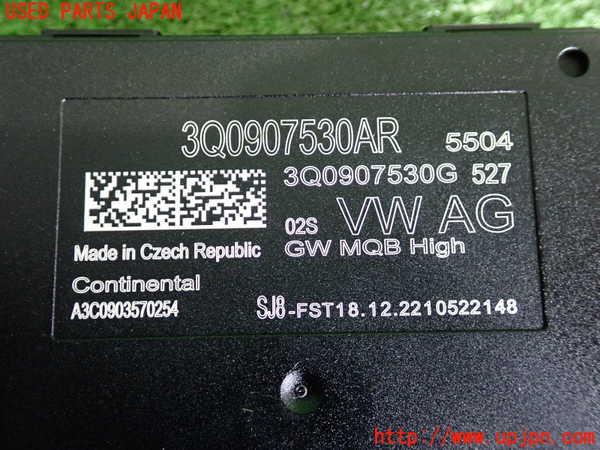 USED PARTS JAPAN
3Q0907530AR 5504
3Q0907530G 527
02S VW AG
Made in Czech Republic GW MQB High
Continental
A3C0903570254 SJ8-FST18.12.2210522148
http://www.upjpn.com/